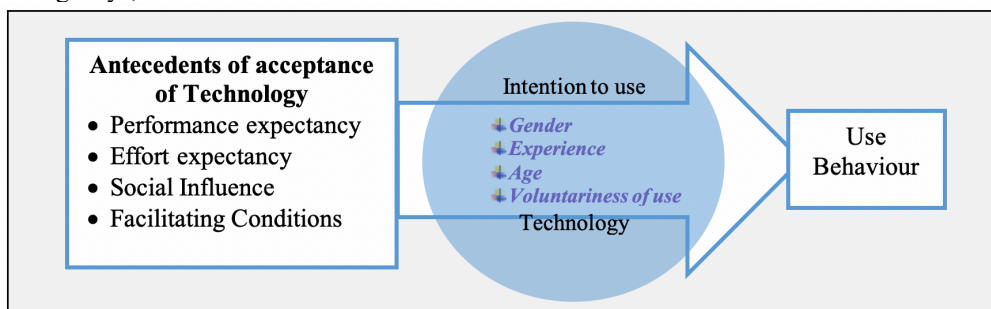 Antecedents of acceptance
of Technology
• Performance expectancy
• Effort expectancy
• Social Influence
• Facilitating Conditions
Intention to use
Gender
Experience
Age
Voluntariness of use
Technology
Use
Behaviour